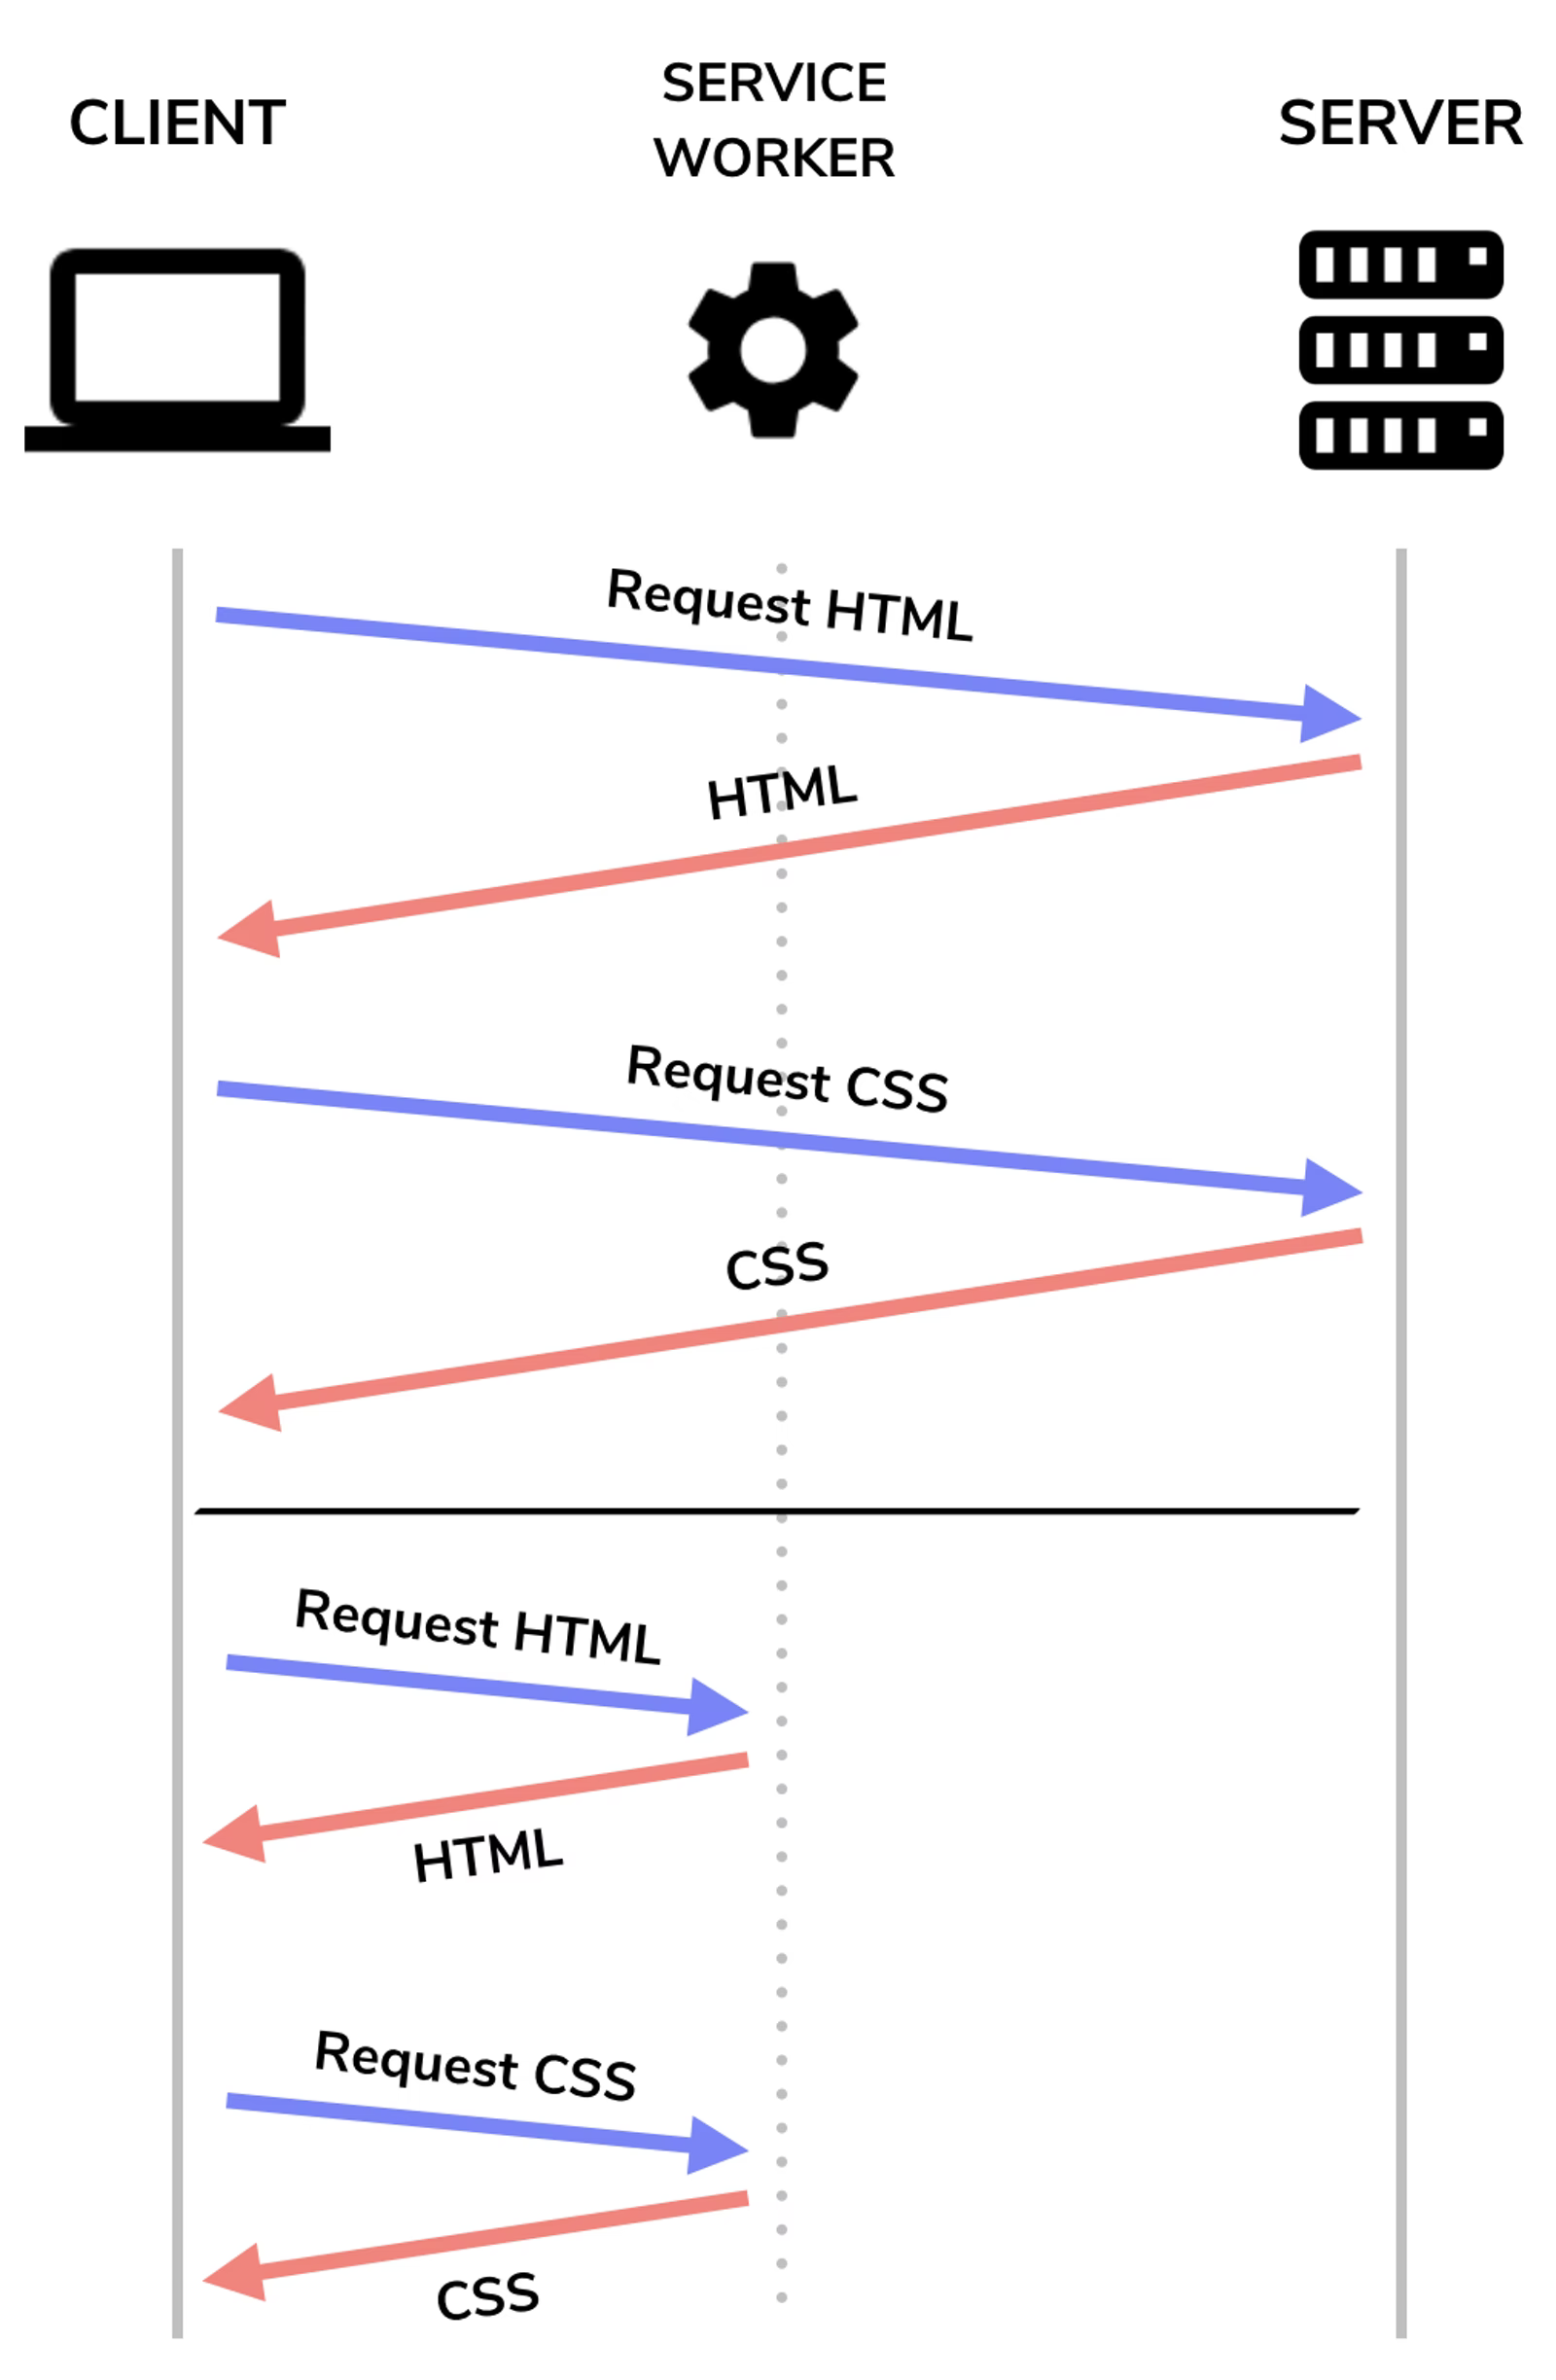 CLIENT
SERVICE
WORKER
SERVER
Request HTML
HTML
Request CSS
CSS
Request HTML
HTML
Request CSS
CSS